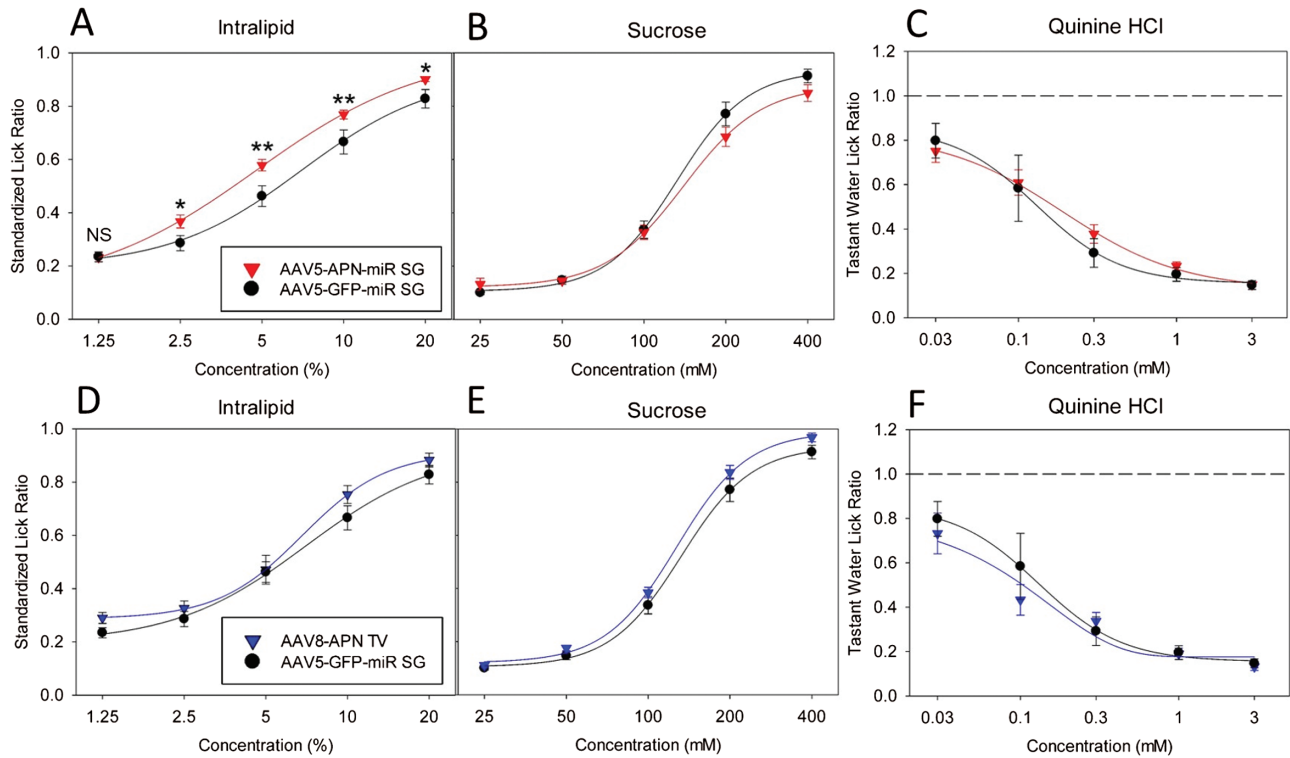 A
Intralipid
Standardized Lick Ratio
1.0
0.8
0.6
0.4
0.2
0.0
NS
*
**
**
*
AAV5-APN-miR SG
AAV5-GFP-miR SG
1.25 2.5 5 10 20
Concentration (%)
B
Sucrose
25 50 100 200 400
Concentration (mM)
C
Quinine HCl
Tastant Water Lick Ratio
1.2
1.0
0.8
0.6
0.4
0.2
0.0
0.03 0.1 0.3 1 3
Concentration (mM)
D
Intralipid
Standardized Lick Ratio
1.0
0.8
0.6
0.4
0.2
0.0
AAV8-APN TV
AAV5-GFP-miR SG
1.25 2.5 5 10 20
Concentration (%)
E
Sucrose
25 50 100 200 400
Concentration (mM)
F
Quinine HCl
Tastant Water Lick Ratio
1.2
1.0
0.8
0.6
0.4
0.2
0.0
0.03 0.1 0.3 1 3
Concentration (mM)